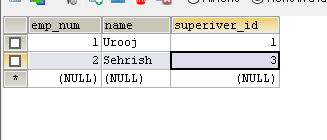 emp_num name superiver_id
1 Urooj 1
2 Sehrish 3
* (NULL) (NULL) (NULL)